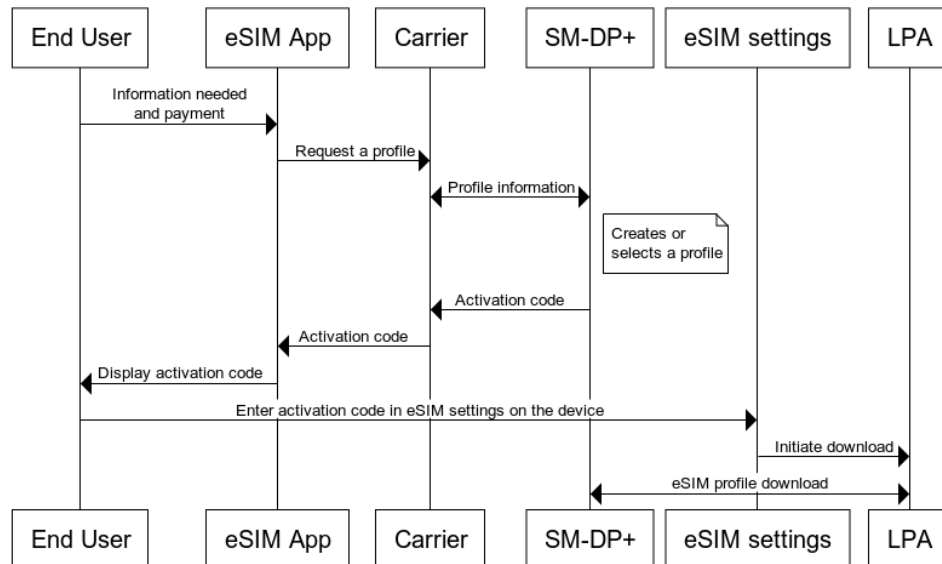 End User
eSIM App
Carrier
SM-DP+
eSIM settings
LPA
Information needed
and payment
Request a profile
Profile information
Creates or
selects a profile
Activation code
Activation code
Display activation code
Enter activation code in eSIM settings on the device
Initiate download
eSIM profile download
End User
eSIM App
Carrier
SM-DP+
eSIM settings
LPA